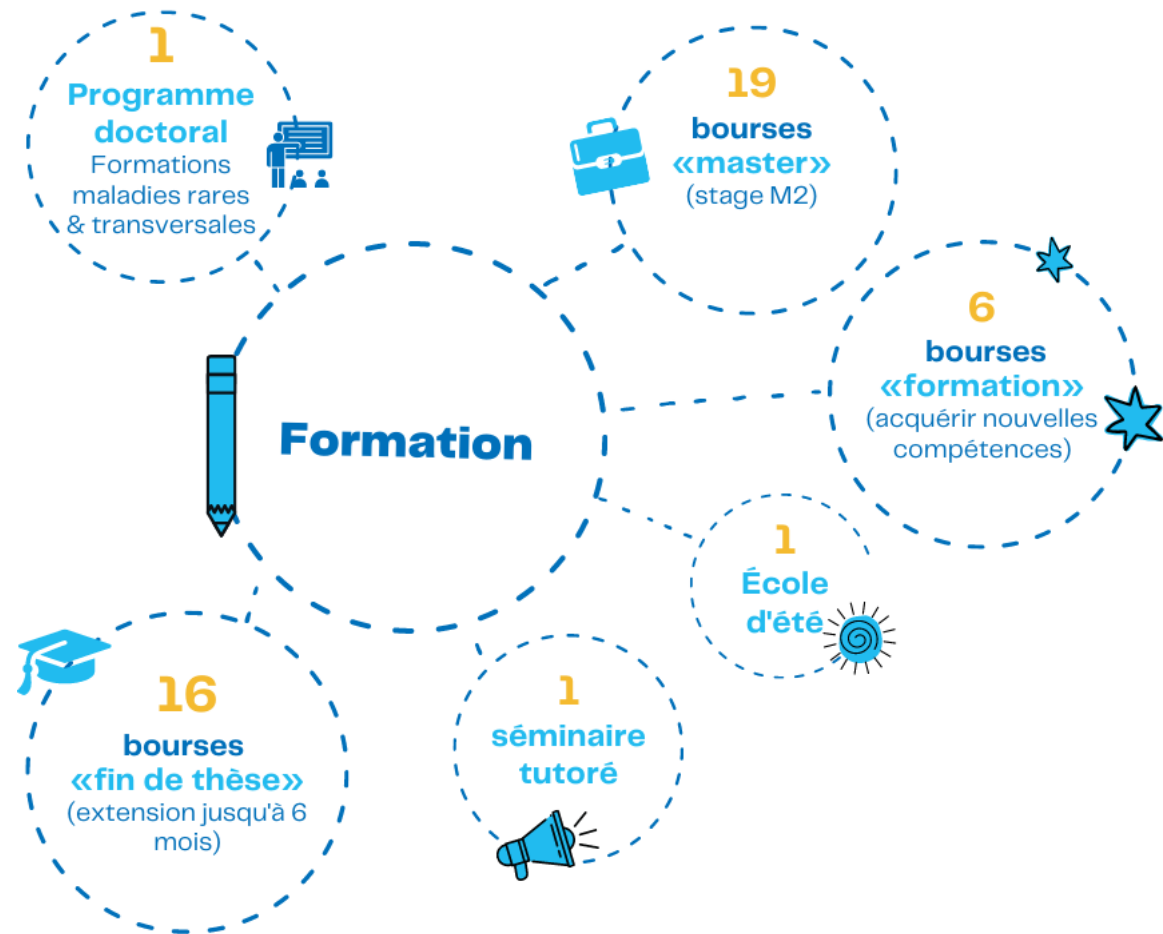 1
Programme
doctoral
Formations
maladies rares
& transversales
19
bourses
«master»
(stage M2)
6
bourses
«formation»
(acquérir nouvelles
compétences)
Formation
1
École
d'été
16
bourses
«fin de thèse»
(extension jusqu'à 6
mois)
1
séminaire
tutoré